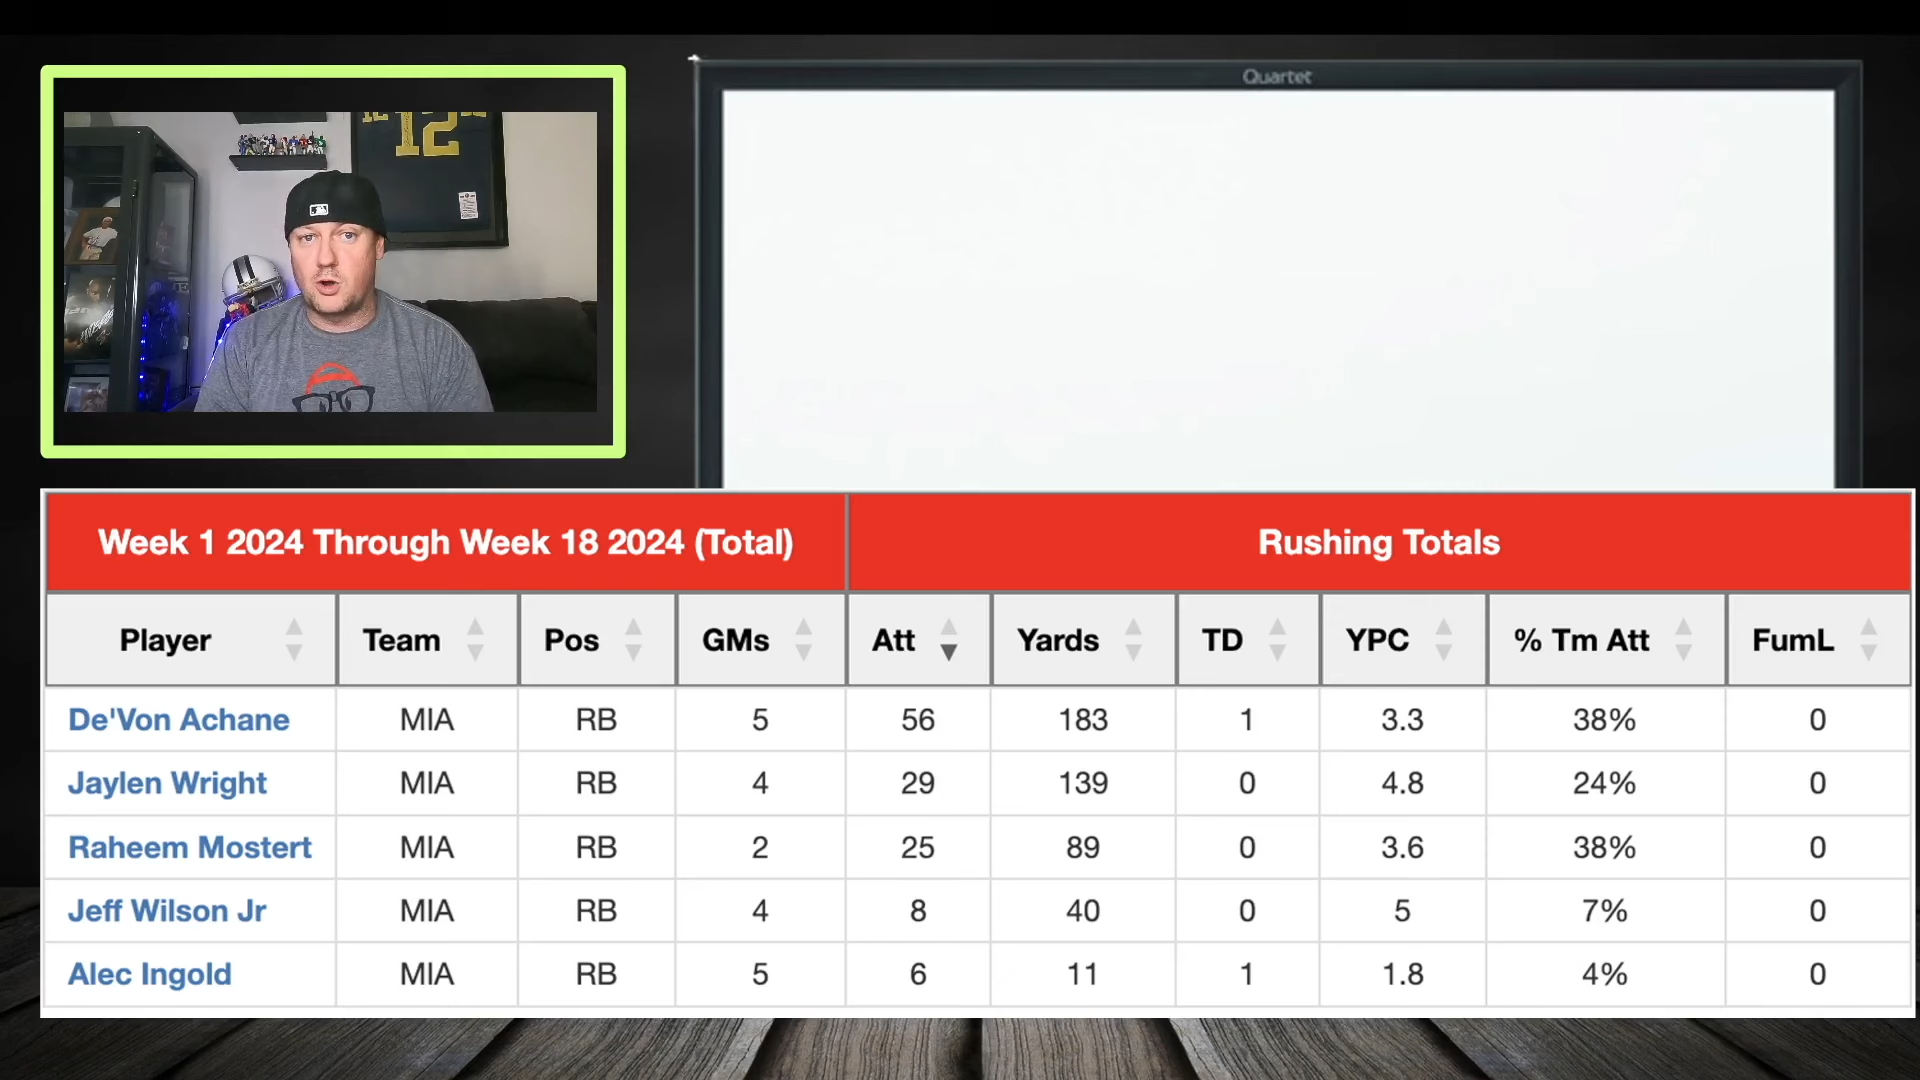 Quartet
12
Week 1 2024 Through Week 18 2024 (Total) Rushing Totals
Player Team Pos GMs Att Yards TD YPC % Tm Att FumL
De'Von Achane MIA RB 5 56 183 1 3.3 38% 0
Jaylen Wright MIA RB 4 29 139 0 4.8 24% 0
Raheem Mostert MIA RB 2 25 89 0 3.6 38% 0
Jeff Wilson Jr MIA RB 4 8 40 0 5 7% 0
Alec Ingold MIA RB 5 6 11 1 1.8 4% 0